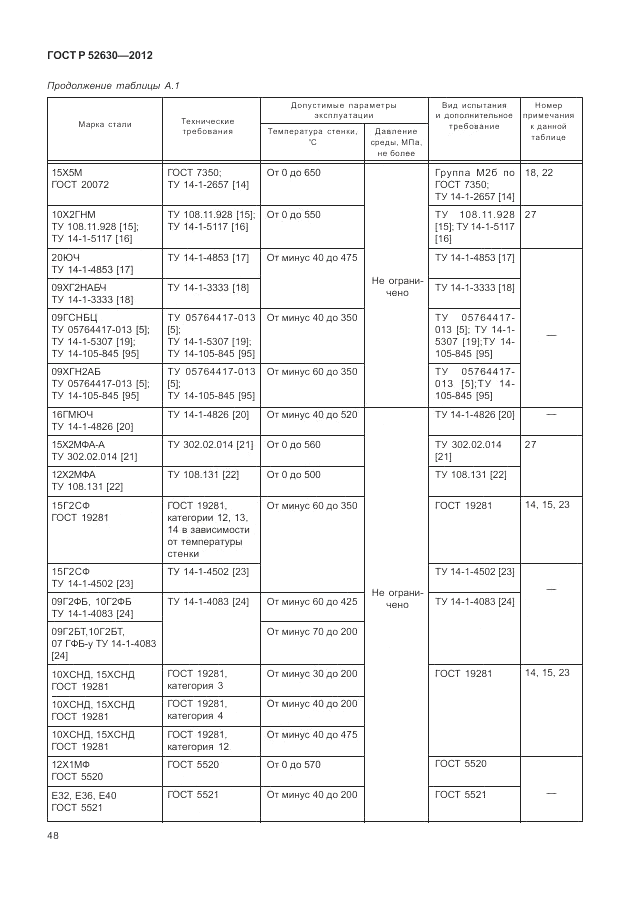 ГОСТ Р 52630—2012
Продолжение таблицы А.1
Марка стали
Технические
требования
Допустимые параметры
эксплуатации
Температура стенки,
°С
Давление
среды, МПа,
не более
Вид испытания
и дополнительное
требование
Номер
примечания
к данной
таблице
15Х5М
ГОСТ 20072
ГОСТ 7350;
ТУ 14-1-2657 [14]
От 0 до 650
Не ограни-
чено
Группа М2б по
ГОСТ 7350;
ТУ 14-1-2657 [14]
18, 22
10Х2ГНМ
ТУ 108.11.928 [15];
ТУ 14-1-5117 [16]
ТУ 108.11.928 [15];
ТУ 14-1-5117 [16]
От 0 до 550
ТУ 108.11.928
[15]; ТУ 14-1-5117
[16]
27
20ЮЧ
ТУ 14-1-4853 [17]
ТУ 14-1-4853 [17]
От минус 40 до 475
ТУ 14-1-4853 [17]
—
09ХГ2НАБЧ
ТУ 14-1-3333 [18]
ТУ 14-1-3333 [18]
ТУ 14-1-3333 [18]
09ГСНБЦ
ТУ 05764417-013 [5];
ТУ 14-1-5307 [19];
ТУ 14-105-845 [95]
ТУ 05764417-013
[5];
ТУ 14-1-5307 [19];
ТУ 14-105-845 [95]
От минус 40 до 350
ТУ 05764417-
013 [5]; ТУ 14-1-
5307 [19];ТУ 14-
105-845 [95]
09ХГН2АБ
ТУ 05764417-013 [5];
ТУ 14-105-845 [95]
ТУ 05764417-013
[5];
ТУ 14-105-845 [95]
От минус 60 до 350
ТУ 05764417-
013 [5];ТУ 14-
105-845 [95]
16ГМЮЧ
ТУ 14-1-4826 [20]
ТУ 14-1-4826 [20]
От минус 40 до 520
Не ограни-
чено
ТУ 14-1-4826 [20]
—
15Х2МФА-А
ТУ 302.02.014 [21]
ТУ 302.02.014 [21]
От 0 до 560
ТУ 302.02.014
[21]
27
12Х2МФА
ТУ 108.131 [22]
ТУ 108.131 [22]
От 0 до 500
ТУ 108.131 [22]
15Г2СФ
ГОСТ 19281
ГОСТ 19281,
категории 12, 13,
14 в зависимости
от температуры
стенки
От минус 60 до 350
ГОСТ 19281
14, 15, 23
15Г2СФ
ТУ 14-1-4502 [23]
ТУ 14-1-4502 [23]
ТУ 14-1-4502 [23]
—
09Г2ФБ, 10Г2ФБ
ТУ 14-1-4083 [24]
ТУ 14-1-4083 [24]
От минус 60 до 425
ТУ 14-1-4083 [24]
09Г2БТ,10Г2БТ,
07 ГФБ-у ТУ 14-1-4083
[24]
От минус 70 до 200
10ХСНД, 15ХСНД
ГОСТ 19281
ГОСТ 19281,
категория 3
От минус 30 до 200
ГОСТ 19281
14, 15, 23
10ХСНД, 15ХСНД
ГОСТ 19281
ГОСТ 19281,
категория 4
От минус 40 до 200
10ХСНД, 15ХСНД
ГОСТ 19281
ГОСТ 19281,
категория 12
От минус 40 до 475
12Х1МФ
ГОСТ 5520
ГОСТ 5520
От 0 до 570
ГОСТ 5520
—
Е32, Е36, Е40
ГОСТ 5521
ГОСТ 5521
От минус 40 до 200
ГОСТ 5521
48